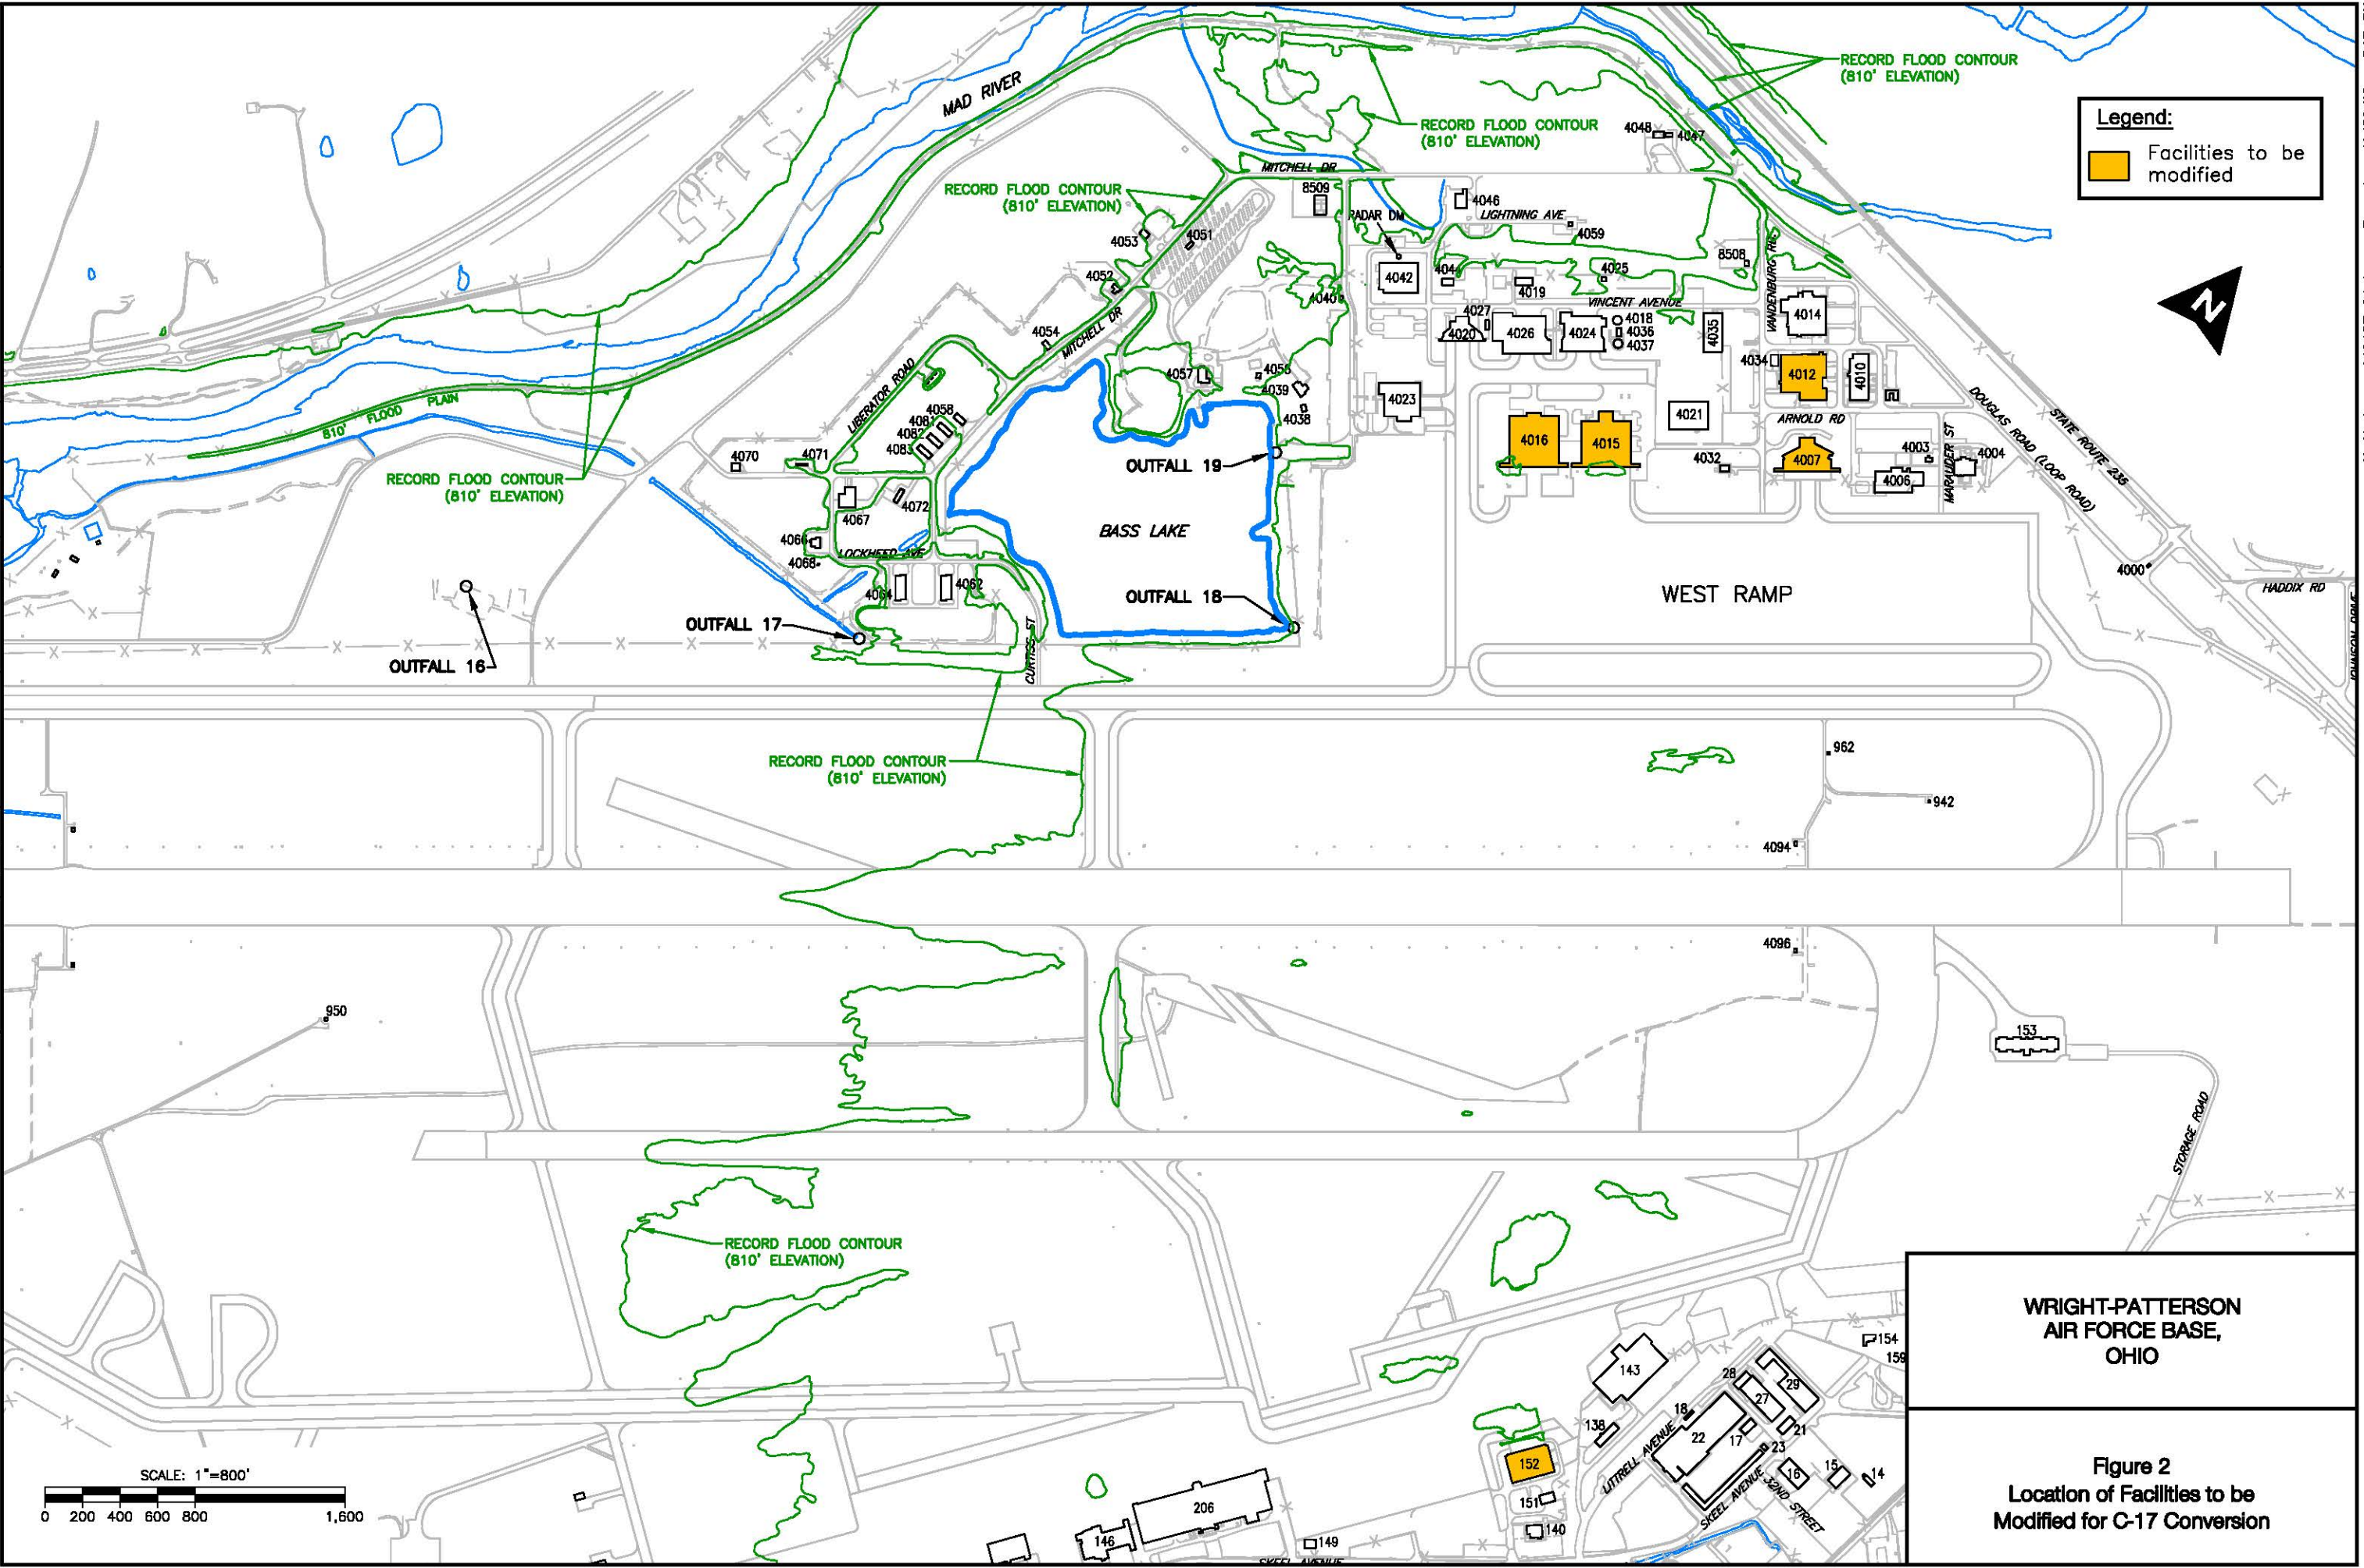 MAD RIVER
RECORD FLOOD CONTOUR
(810' ELEVATION)
RECORD FLOOD CONTOUR
(810' ELEVATION)
Legend:
Facilities to be
modified
4048
4047
MITCHELL DR
RECORD FLOOD CONTOUR
(810' ELEVATION)
8509
4046
RADAR DM
LIGHTNING AVE
4059
4053
4051
8508
VANDENBURG RD
N
4052
4042
4025
4019
4040
VINCENT AVENUE
4027
4018
4014
4020
4026
4024
4036
4037
4035
4054
MITCHELL DR
LIBERATOR ROAD
4034
4012
4010
4057
4039
4038
4023
810' FLOOD PLAIN
4058
4081
4082
4083
4016
4015
4021
ARNOLD RD
DOUGLAS ROAD (LOOP ROAD)
STATE ROUTE 235
4070
4071
OUTFALL 19
4032
4007
4003
MARAUDER ST
4004
4006
RECORD FLOOD CONTOUR
(810' ELEVATION)
4067
4072
BASS LAKE
4066
LOCKHEED AVE
4068
4064
4062
OUTFALL 18
WEST RAMP
4000
HADDIX RD
JOHNSON DRIVE
OUTFALL 17
OUTFALL 16
CURTISS ST
RECORD FLOOD CONTOUR
(810' ELEVATION)
962
942
4094
4096
950
153
STORAGE ROAD
RECORD FLOOD CONTOUR
(810' ELEVATION)
WRIGHT-PATTERSON
AIR FORCE BASE,
OHIO
154
159
143
28
29
27
18
138
22
17
21
23
LITTRELL AVENUE
SKEEL AVENUE
32ND STREET
16
15
14
152
151
140
206
146
149
SKEEL AVENUE
SCALE: 1"=800'
0 200 400 600 800 1,600
Figure 2
Location of Facilities to be
Modified for C-17 Conversion